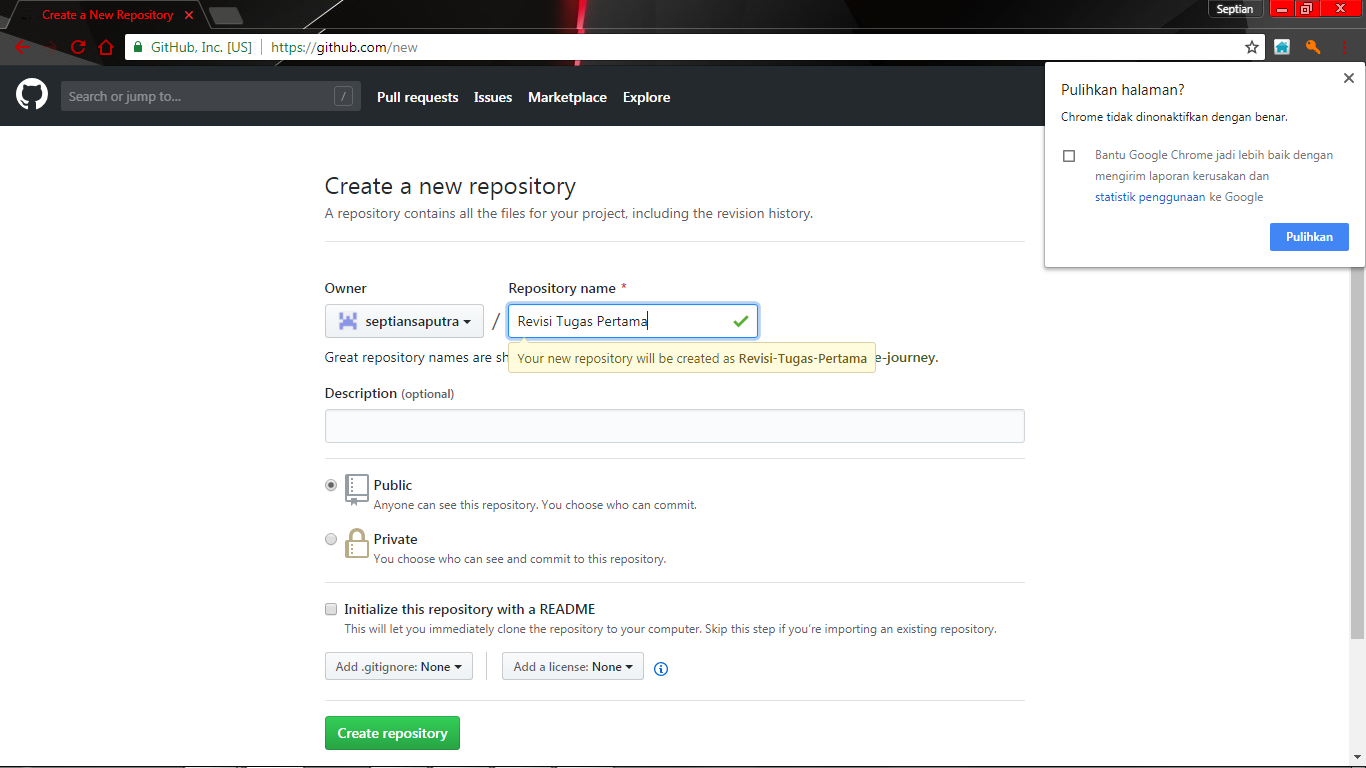 Create a New Repository
Septian
GitHub, Inc. [US]
https://github.com/new
Search or jump to...
/
Pull requests
Issues
Marketplace
Explore
Pulihkan halaman?
Chrome tidak dinonaktifkan dengan benar.
Bantu Google Chrome jadi lebih baik dengan
mengirim laporan kerusakan dan
statistik penggunaan ke Google
Pulihkan
Create a new repository
A repository contains all the files for your project, including the revision history.
Owner
Repository name *
septiansaputra
/
Revisi Tugas Pertama
Great repository names are sh
Your new repository will be created as Revisi-Tugas-Pertama
e-journey.
Description (optional)
Public
Anyone can see this repository. You choose who can commit.
Private
You choose who can see and commit to this repository.
Initialize this repository with a README
This will let you immediately clone the repository to your computer. Skip this step if you’re importing an existing repository.
Add .gitignore: None
Add a license: None
Create repository